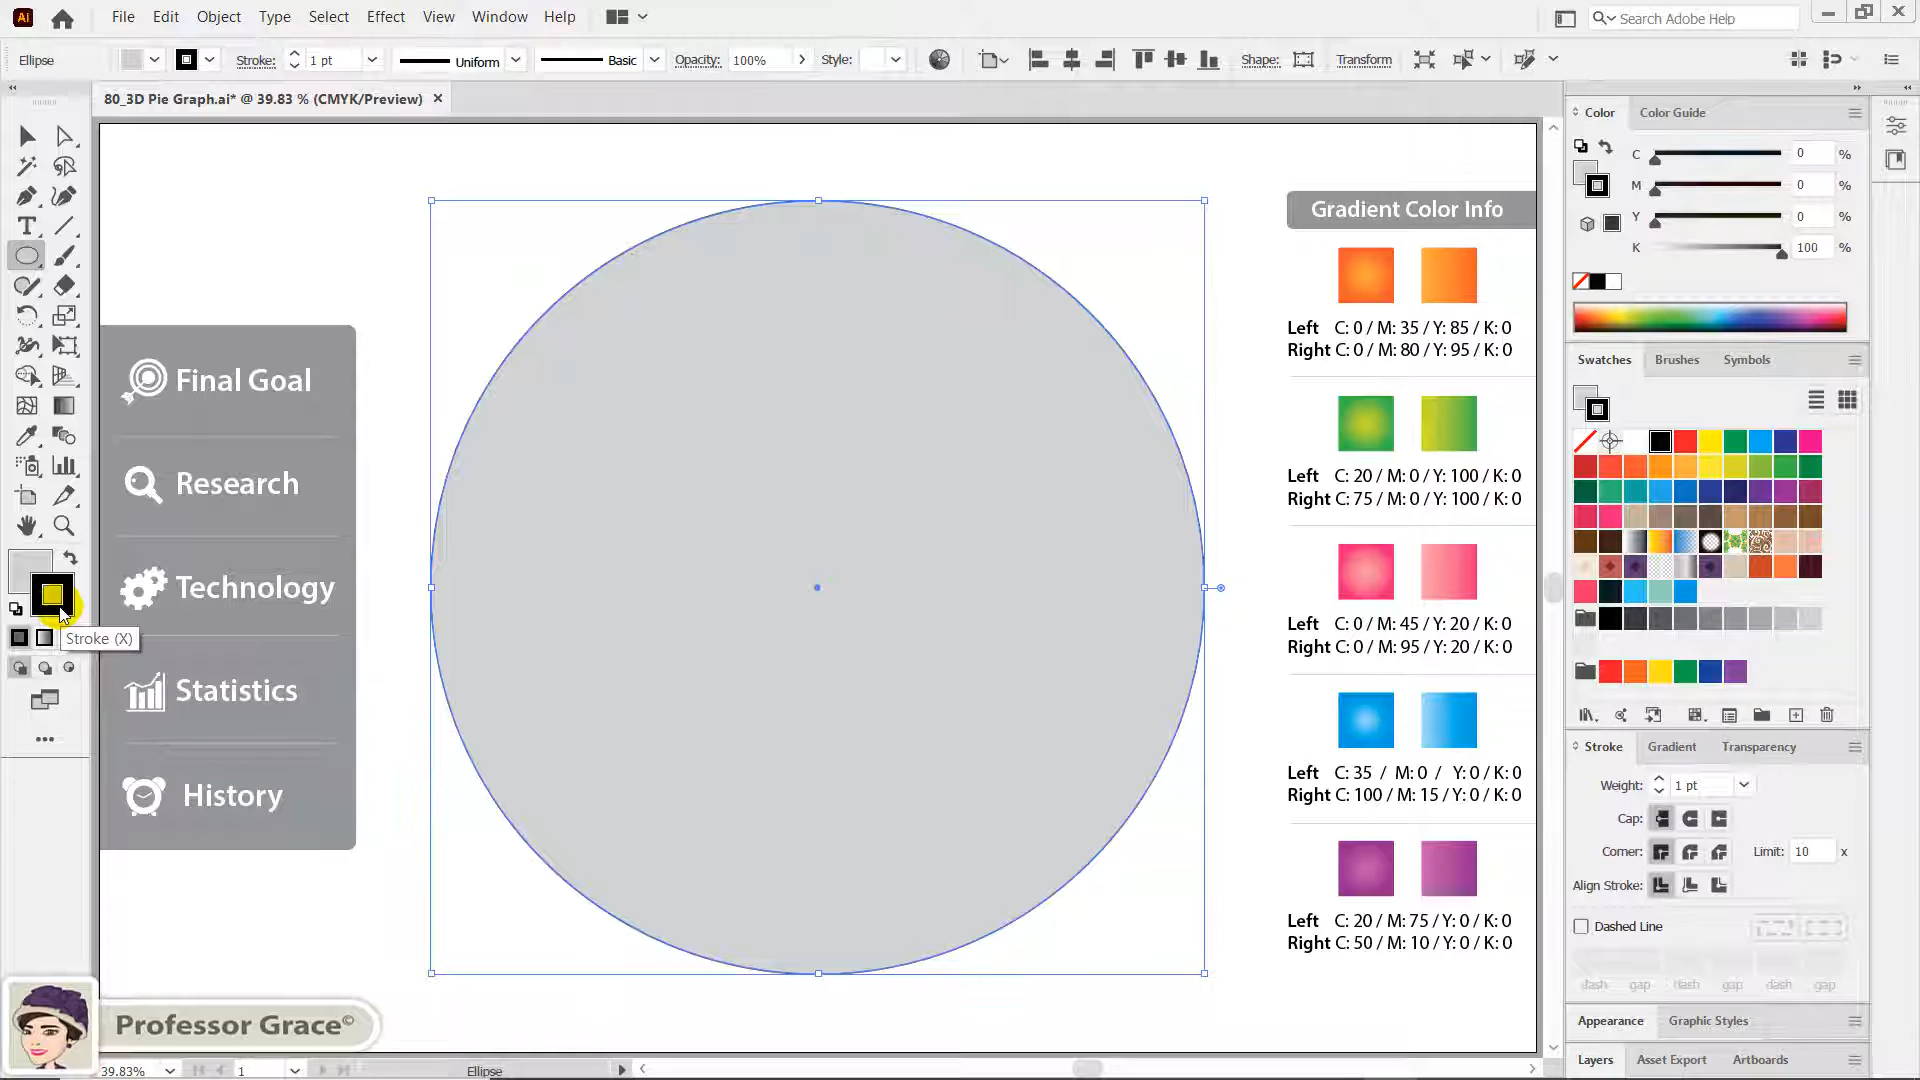 Ai File Edit Object Type Select Effect View Window Help Search Adobe Help
Ellipse Stroke: 1 pt Uniform Basic Opacity: 100% Style: Shape: Transform
80_3D Pie Graph.ai* @ 39.83 % (CMYK/Preview)
Color Color Guide
C 0 %
M 0 %
Y 0 %
K 100 %
Gradient Color Info
Left C: 0 / M: 35 / Y: 85 / K: 0
Right C: 0 / M: 80 / Y: 95 / K: 0
Left C: 20 / M: 0 / Y: 100 / K: 0
Right C: 75 / M: 0 / Y: 100 / K: 0
Left C: 0 / M: 45 / Y: 20 / K: 0
Right C: 0 / M: 95 / Y: 20 / K: 0
Left C: 35 / M: 0 / Y: 0 / K: 0
Right C: 100 / M: 15 / Y: 0 / K: 0
Left C: 20 / M: 75 / Y: 0 / K: 0
Right C: 50 / M: 10 / Y: 0 / K: 0
Final Goal
Research
Technology
Statistics
History
Stroke (X)
Swatches Brushes Symbols
Stroke Gradient Transparency
Weight: 1 pt
Cap:
Corner: Limit: 10 x
Align Stroke:
Dashed Line
dash gap dash gap dash gap
Appearance Graphic Styles
Layers Asset Export Artboards
Professor Grace©
39.83% 1 Ellipse